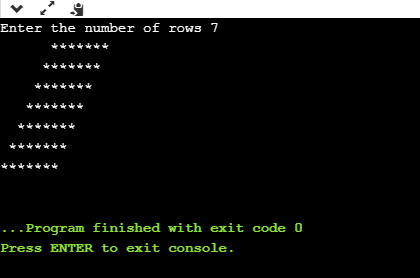 Enter the number of rows 7
      *******
     *******
    *******
   *******
  *******
 *******
*******
...Program finished with exit code 0
Press ENTER to exit console.